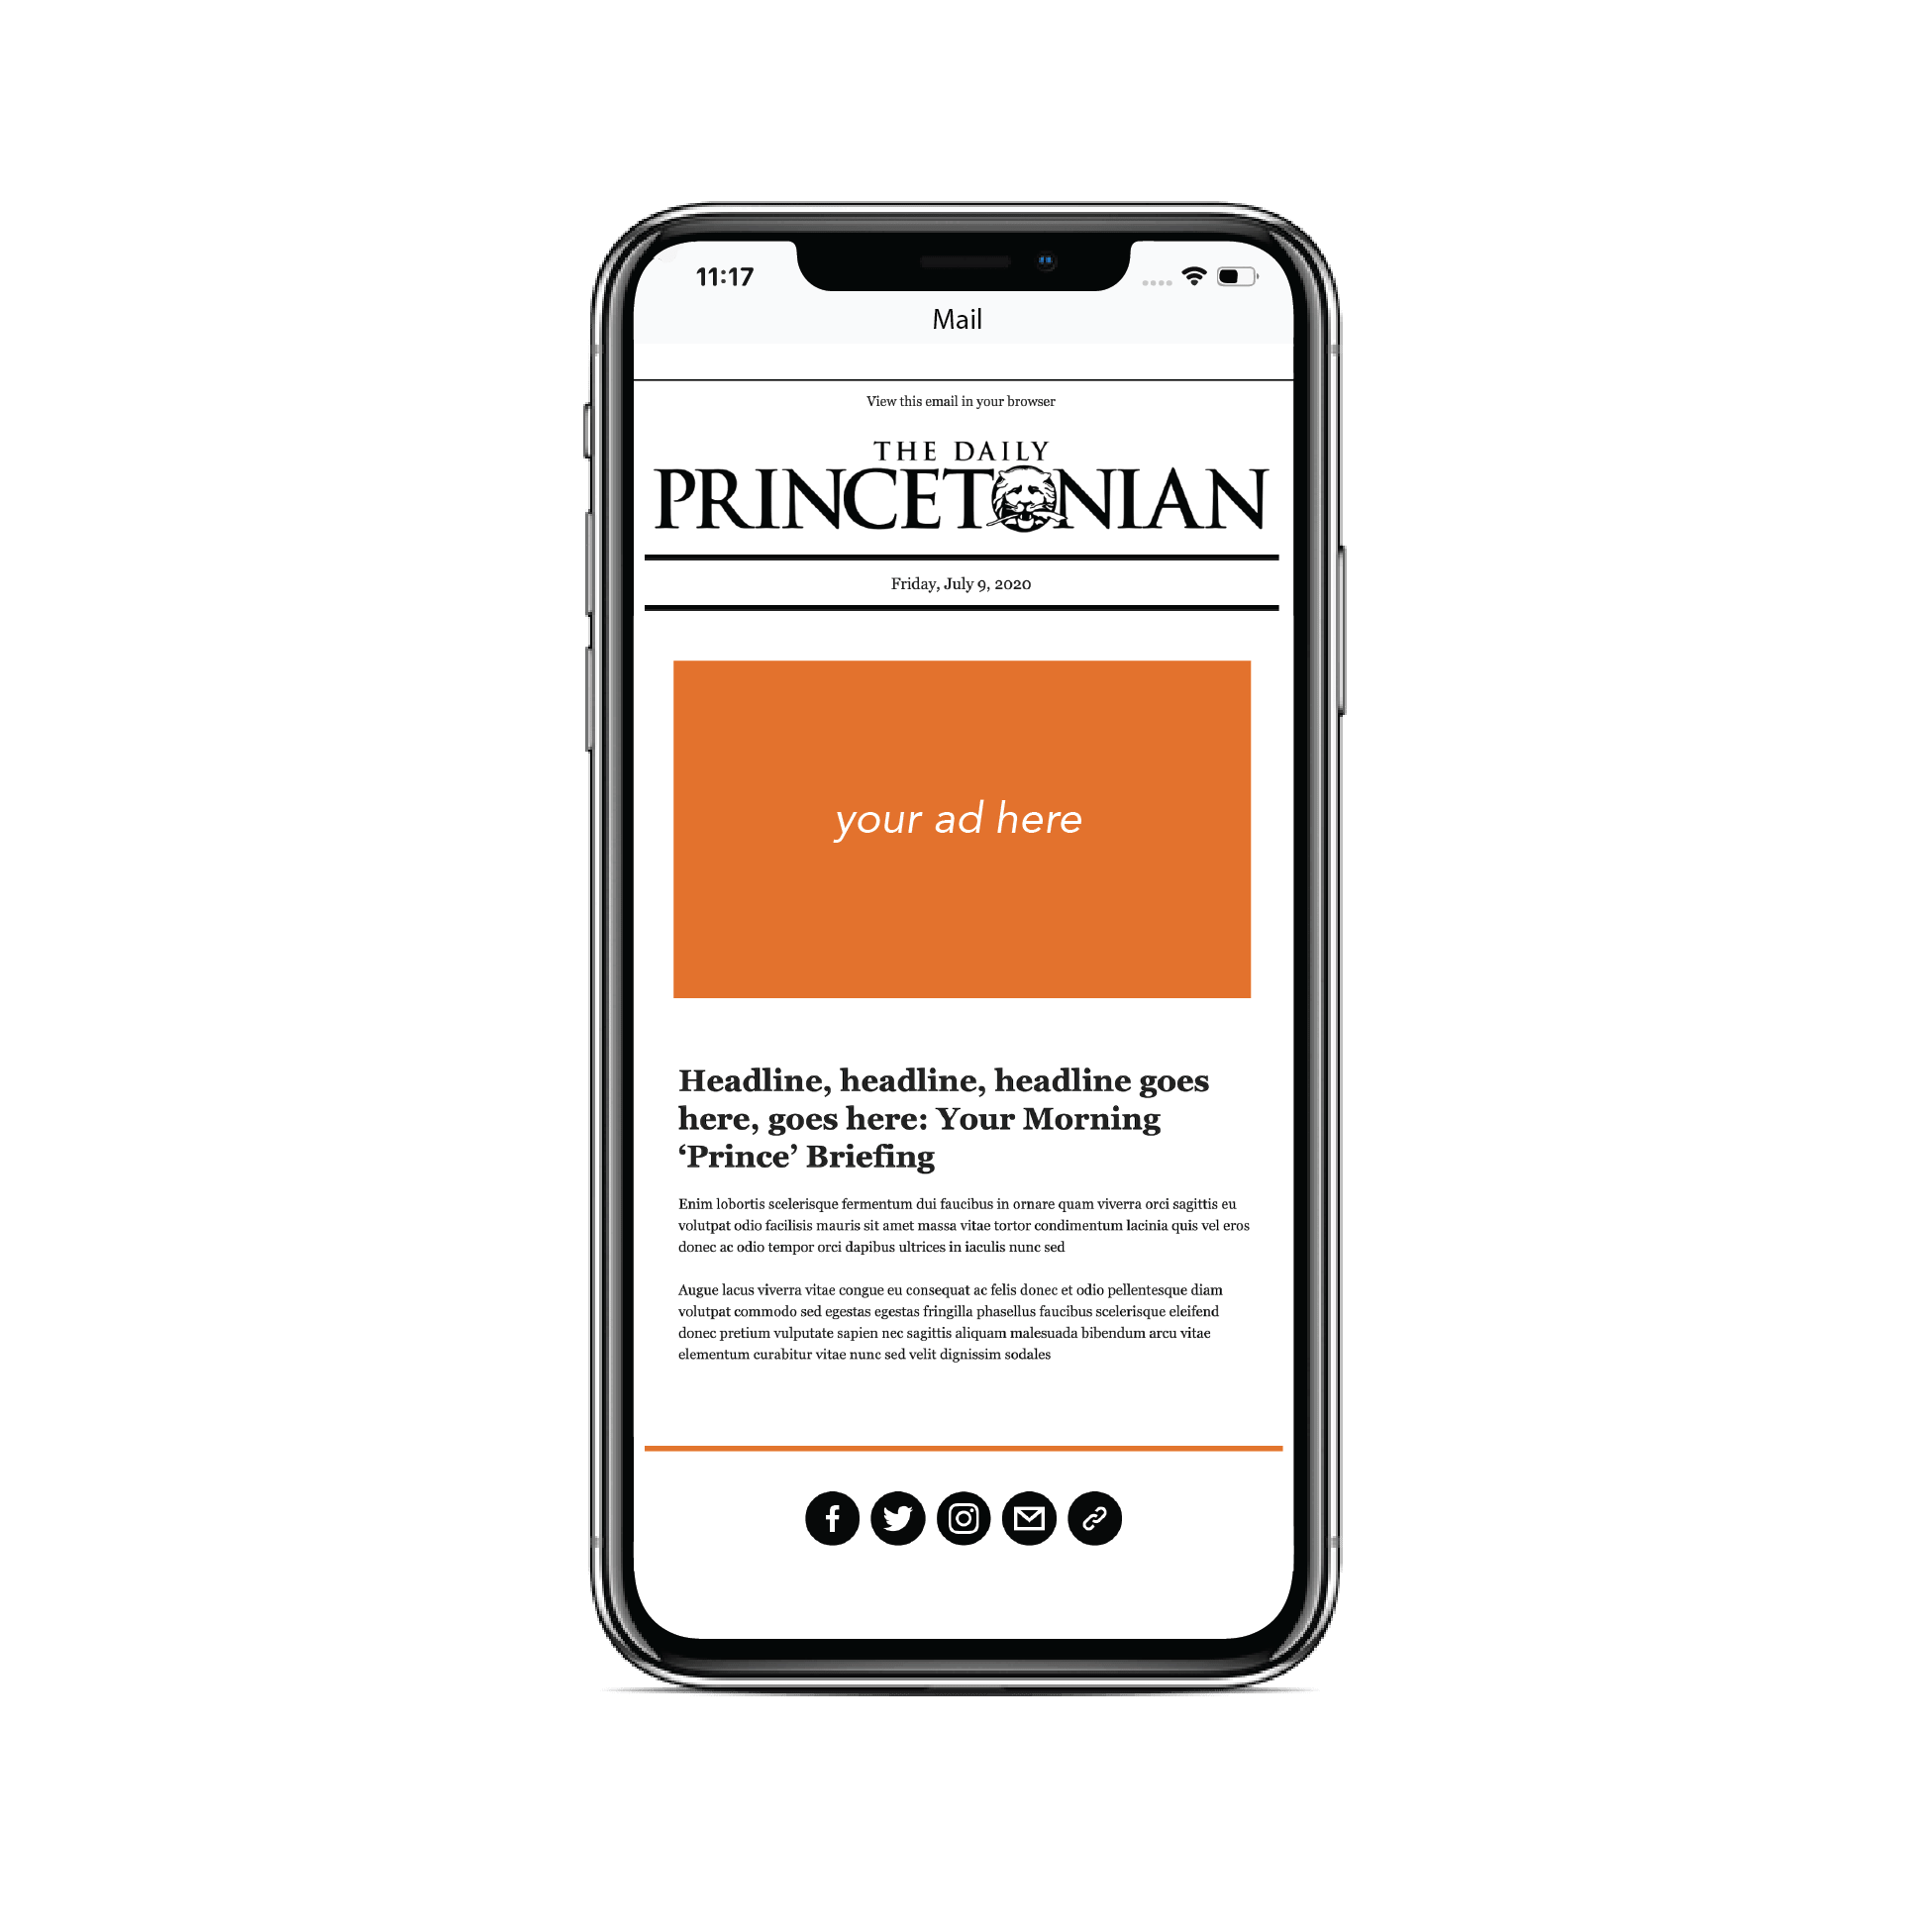 11:17
Mail
View this email in your browser
THE DAILY
PRINCETONIAN
Friday, July 9, 2020
your ad here
Headline, headline, headline goes
here, goes here: Your Morning
‘Prince’ Briefing
Enim lobortis scelerisque fermentum dui faucibus in ornare quam viverra orci sagittis eu
volutpat odio facilisis mauris sit amet massa vitae tortor condimentum lacinia quis vel eros
donec ac odio tempor orci dapibus ultrices in iaculis nunc sed
Augue lacus viverra vitae congue eu consequat ac felis donec et odio pellentesque diam
volutpat commodo sed egestas egestas fringilla phasellus faucibus scelerisque eleifend
donec pretium vulputate sapien nec sagittis aliquam malesuada bibendum arcu vitae
elementum curabitur vitae nunc sed velit dignissim sodales